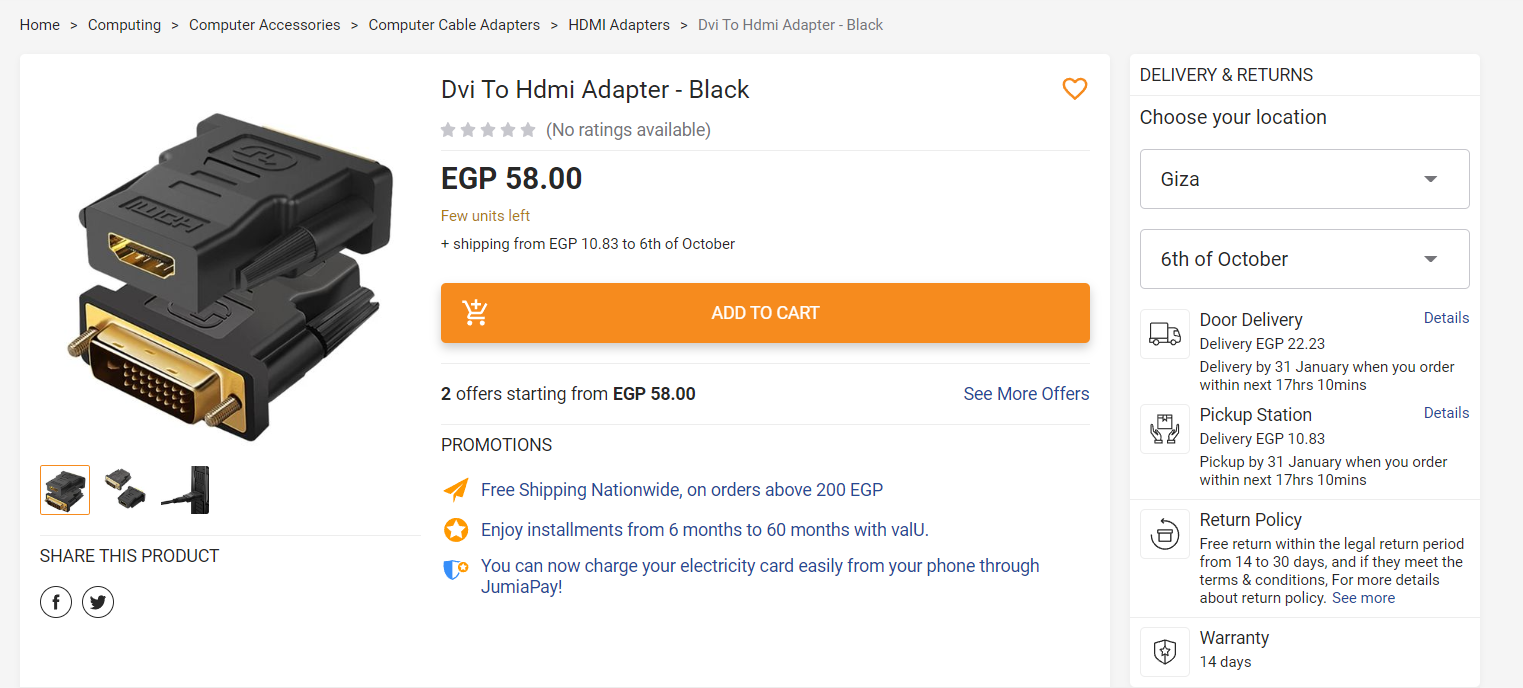 Home > Computing > Computer Accessories > Computer Cable Adapters > HDMI Adapters > Dvi To Hdmi Adapter - Black
HDMI
SHARE THIS PRODUCT
Dvi To Hdmi Adapter - Black
(No ratings available)
EGP 58.00
Few units left
+ shipping from EGP 10.83 to 6th of October
ADD TO CART
2 offers starting from EGP 58.00
See More Offers
PROMOTIONS
Free Shipping Nationwide, on orders above 200 EGP
Enjoy installments from 6 months to 60 months with valU.
You can now charge your electricity card easily from your phone through
JumiaPay!
DELIVERY & RETURNS
Choose your location
Giza
6th of October
Door Delivery
Details
Delivery EGP 22.23
Delivery by 31 January when you order
within next 17hrs 10mins
Pickup Station
Details
Delivery EGP 10.83
Pickup by 31 January when you order
within next 17hrs 10mins
Return Policy
Free return within the legal return period
from 14 to 30 days, and if they meet the
terms & conditions, For more details
about return policy. See more
Warranty
14 days